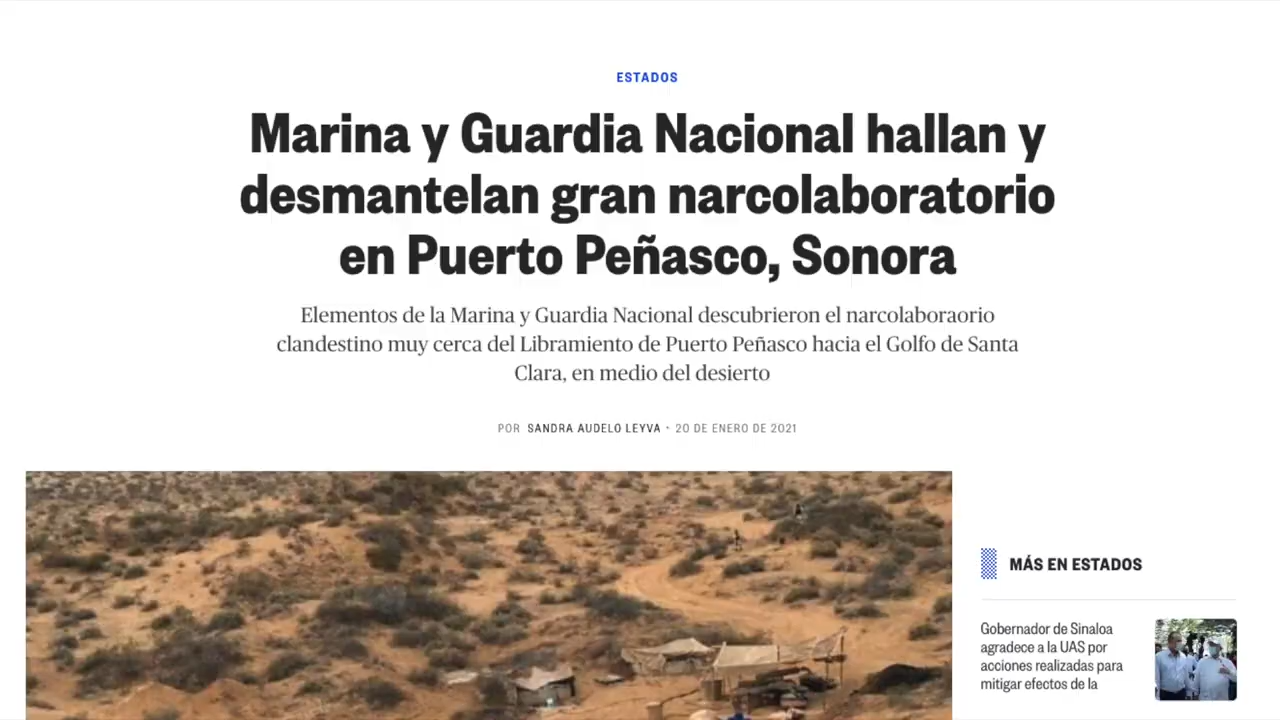 ESTADOS
Marina y Guardia Nacional hallan y
desmantelan gran narcolaboratorio
en Puerto Peñasco, Sonora
Elementos de la Marina y Guardia Nacional descubrieron el narcolaboraorio
clandestino muy cerca del Libramiento de Puerto Peñasco hacia el Golfo de Santa
Clara, en medio del desierto
POR SANDRA AUDELO LEYVA · 20 DE ENERO DE 2021
MÁS EN ESTADOS
Gobernador de Sinaloa
agradece a la UAS por
acciones realizadas para
mitigar efectos de la